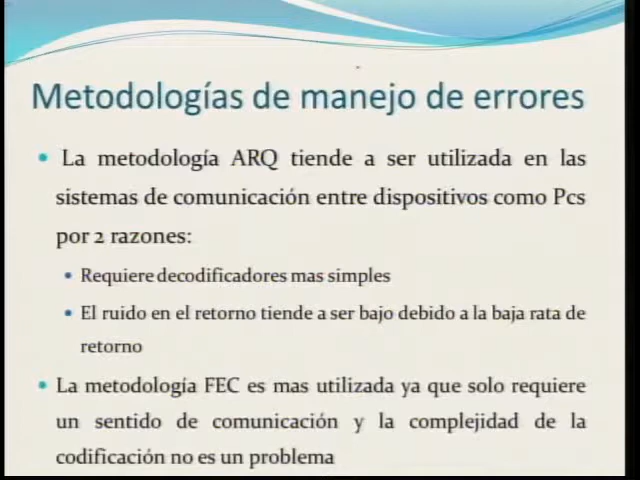 Metodologías de manejo de errores
La metodología ARQ tiende a ser utilizada en las
sistemas de comunicación entre dispositivos como Pcs
por 2 razones:
Requiere decodificadores mas simples
El ruido en el retorno tiende a ser bajo debido a la baja rata de
retorno
La metodología FEC es mas utilizada ya que solo requiere
un sentido de comunicación y la complejidad de la
codificación no es un problema